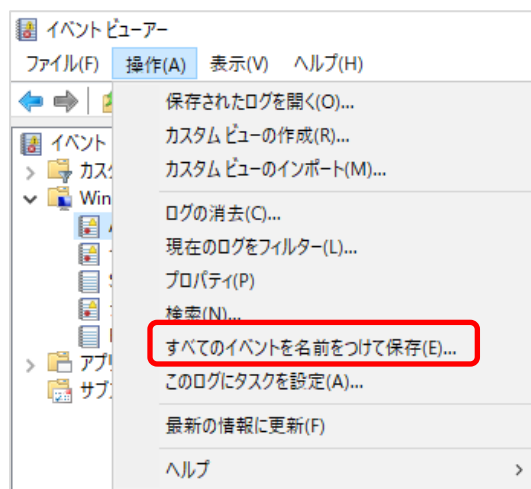 イベント ビューアー
ファイル(F) 操作(A) 表示(V) ヘルプ(H)
保存されたログを開く(O)...
イベント
カスタム ビューの作成(R)...
カスタム ビューのインポート(M)...
Win
ログの消去(C)...
現在のログをフィルター(L)...
プロパティ(P)
検索(N)...
すべてのイベントを名前をつけて保存(E)...
アプリ
このログにタスクを設定(A)...
サブ
最新の情報に更新(F)
ヘルプ